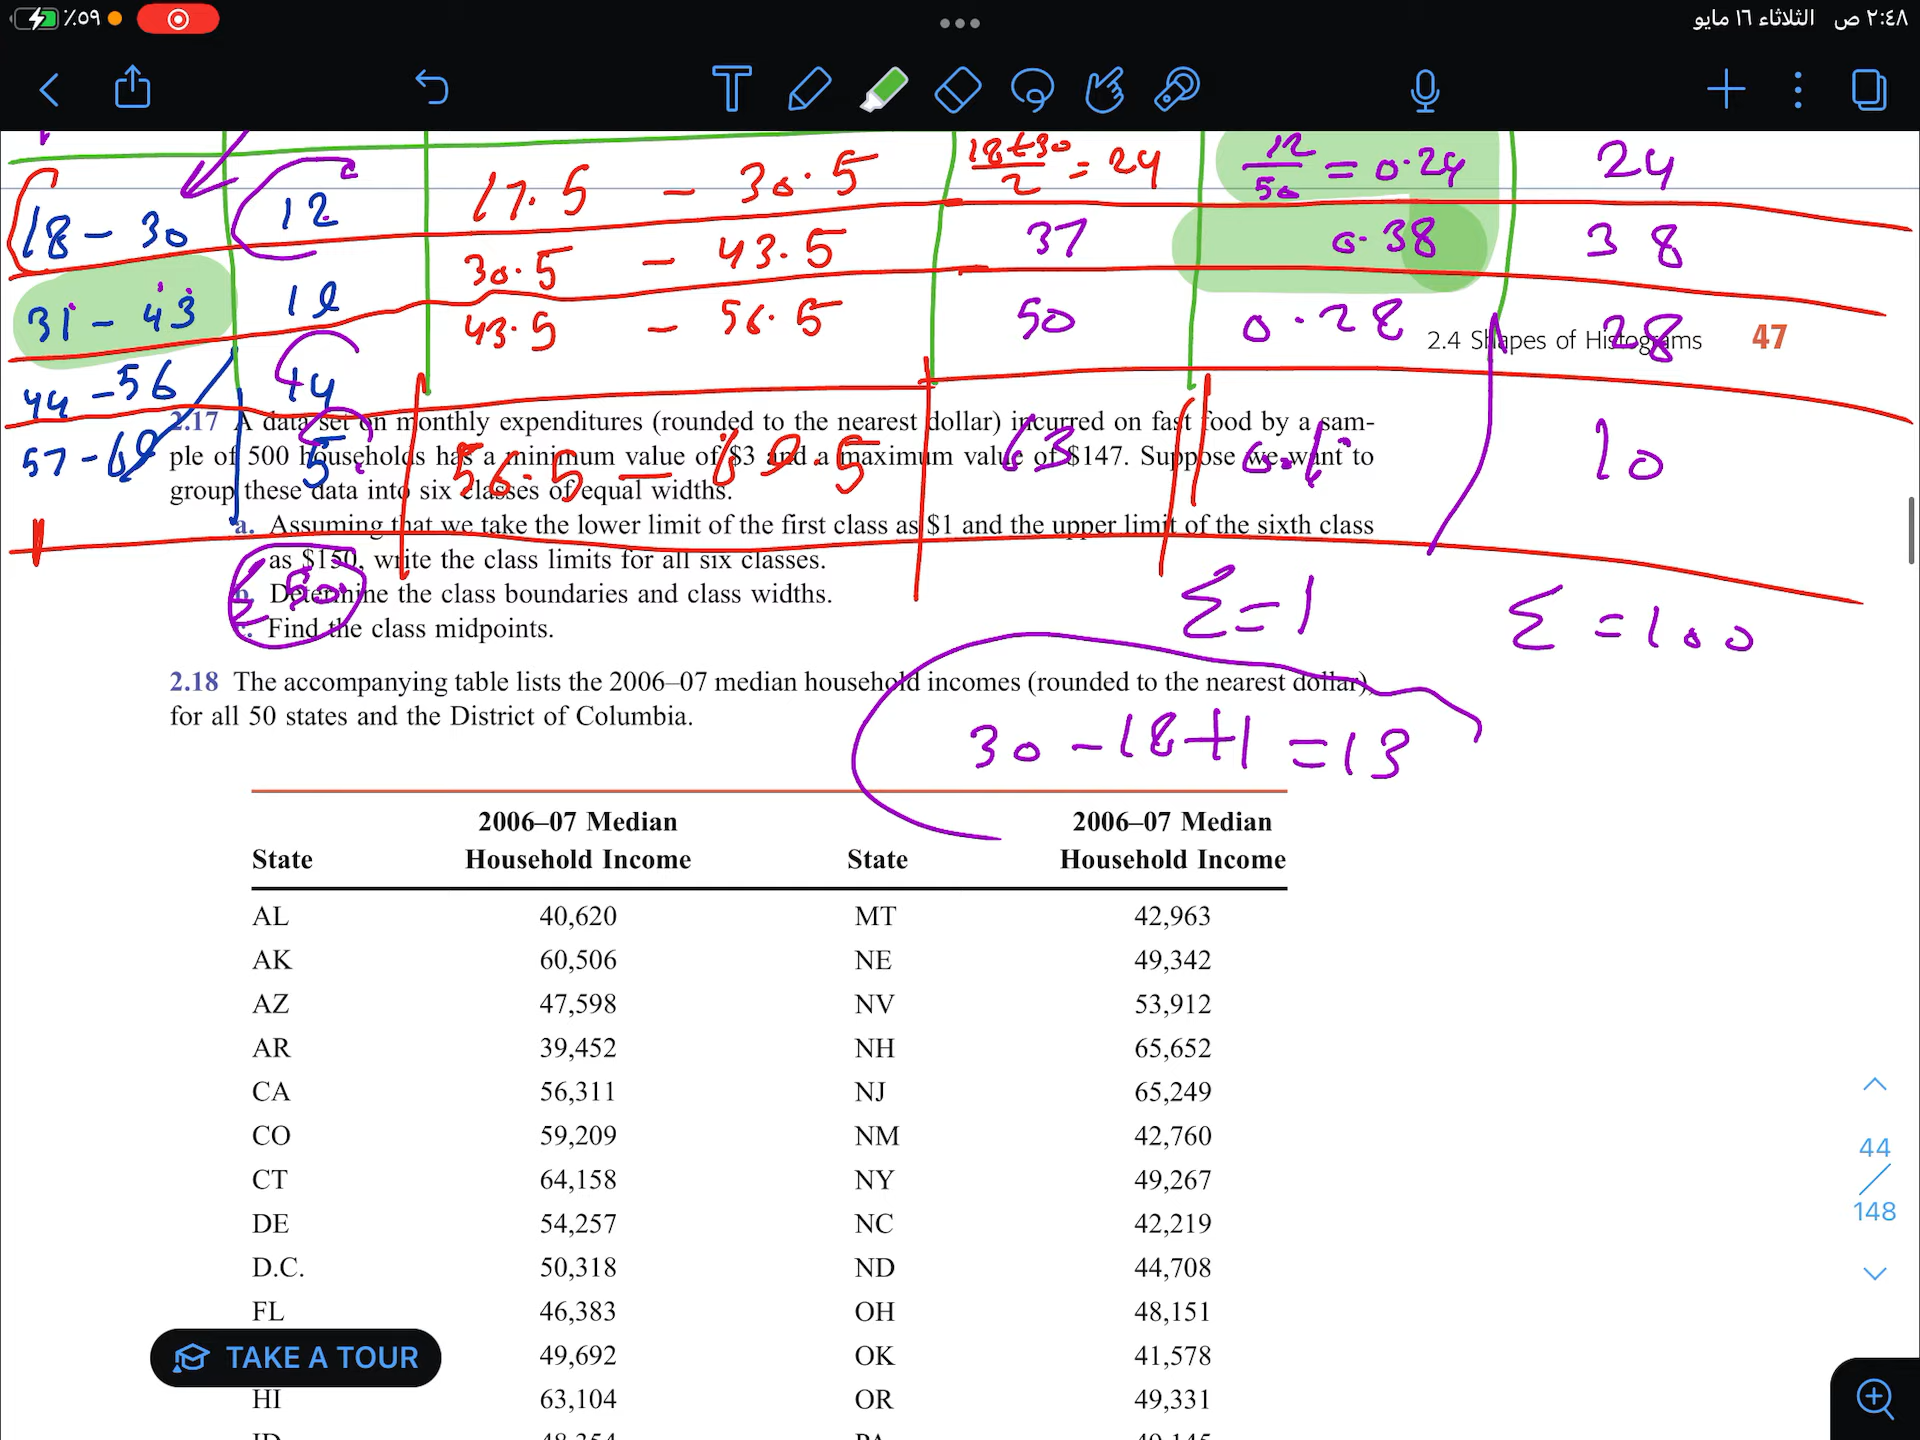 ٪٥٩
٢:٤٨ ص الثلاثاء ١٦ مايو
18+30/2 = 24
12/50 = 0.24
24
18 - 30
12
17.5 - 30.5
37
0.38
38
31 - 43
19
30.5 - 43.5
50
0.28
28
44 - 56
14
43.5 - 56.5
2.4 Shapes of Histograms 47
57 - 69
5
56.5 - 69.5
63
0.1
10
2.17 A data set on monthly expenditures (rounded to the nearest dollar) incurred on fast food by a sam-
ple of 500 households has a minimum value of $3 and a maximum value of $147. Suppose we want to
group these data into six classes of equal widths.
a. Assuming that we take the lower limit of the first class as $1 and the upper limit of the sixth class
as $150, write the class limits for all six classes.
b. Determine the class boundaries and class widths.
c. Find the class midpoints.
Σ 50
Σ = 1
Σ = 100
2.18 The accompanying table lists the 2006–07 median household incomes (rounded to the nearest dollar),
for all 50 states and the District of Columbia.
30 - 18 + 1 = 13
2006–07 Median 2006–07 Median
State Household Income State Household Income
AL 40,620 MT 42,963
AK 60,506 NE 49,342
AZ 47,598 NV 53,912
AR 39,452 NH 65,652
CA 56,311 NJ 65,249
CO 59,209 NM 42,760
CT 64,158 NY 49,267
DE 54,257 NC 42,219
D.C. 50,318 ND 44,708
FL 46,383 OH 48,151
TAKE A TOUR
49,692 OK 41,578
HI 63,104 OR 49,331
44
148